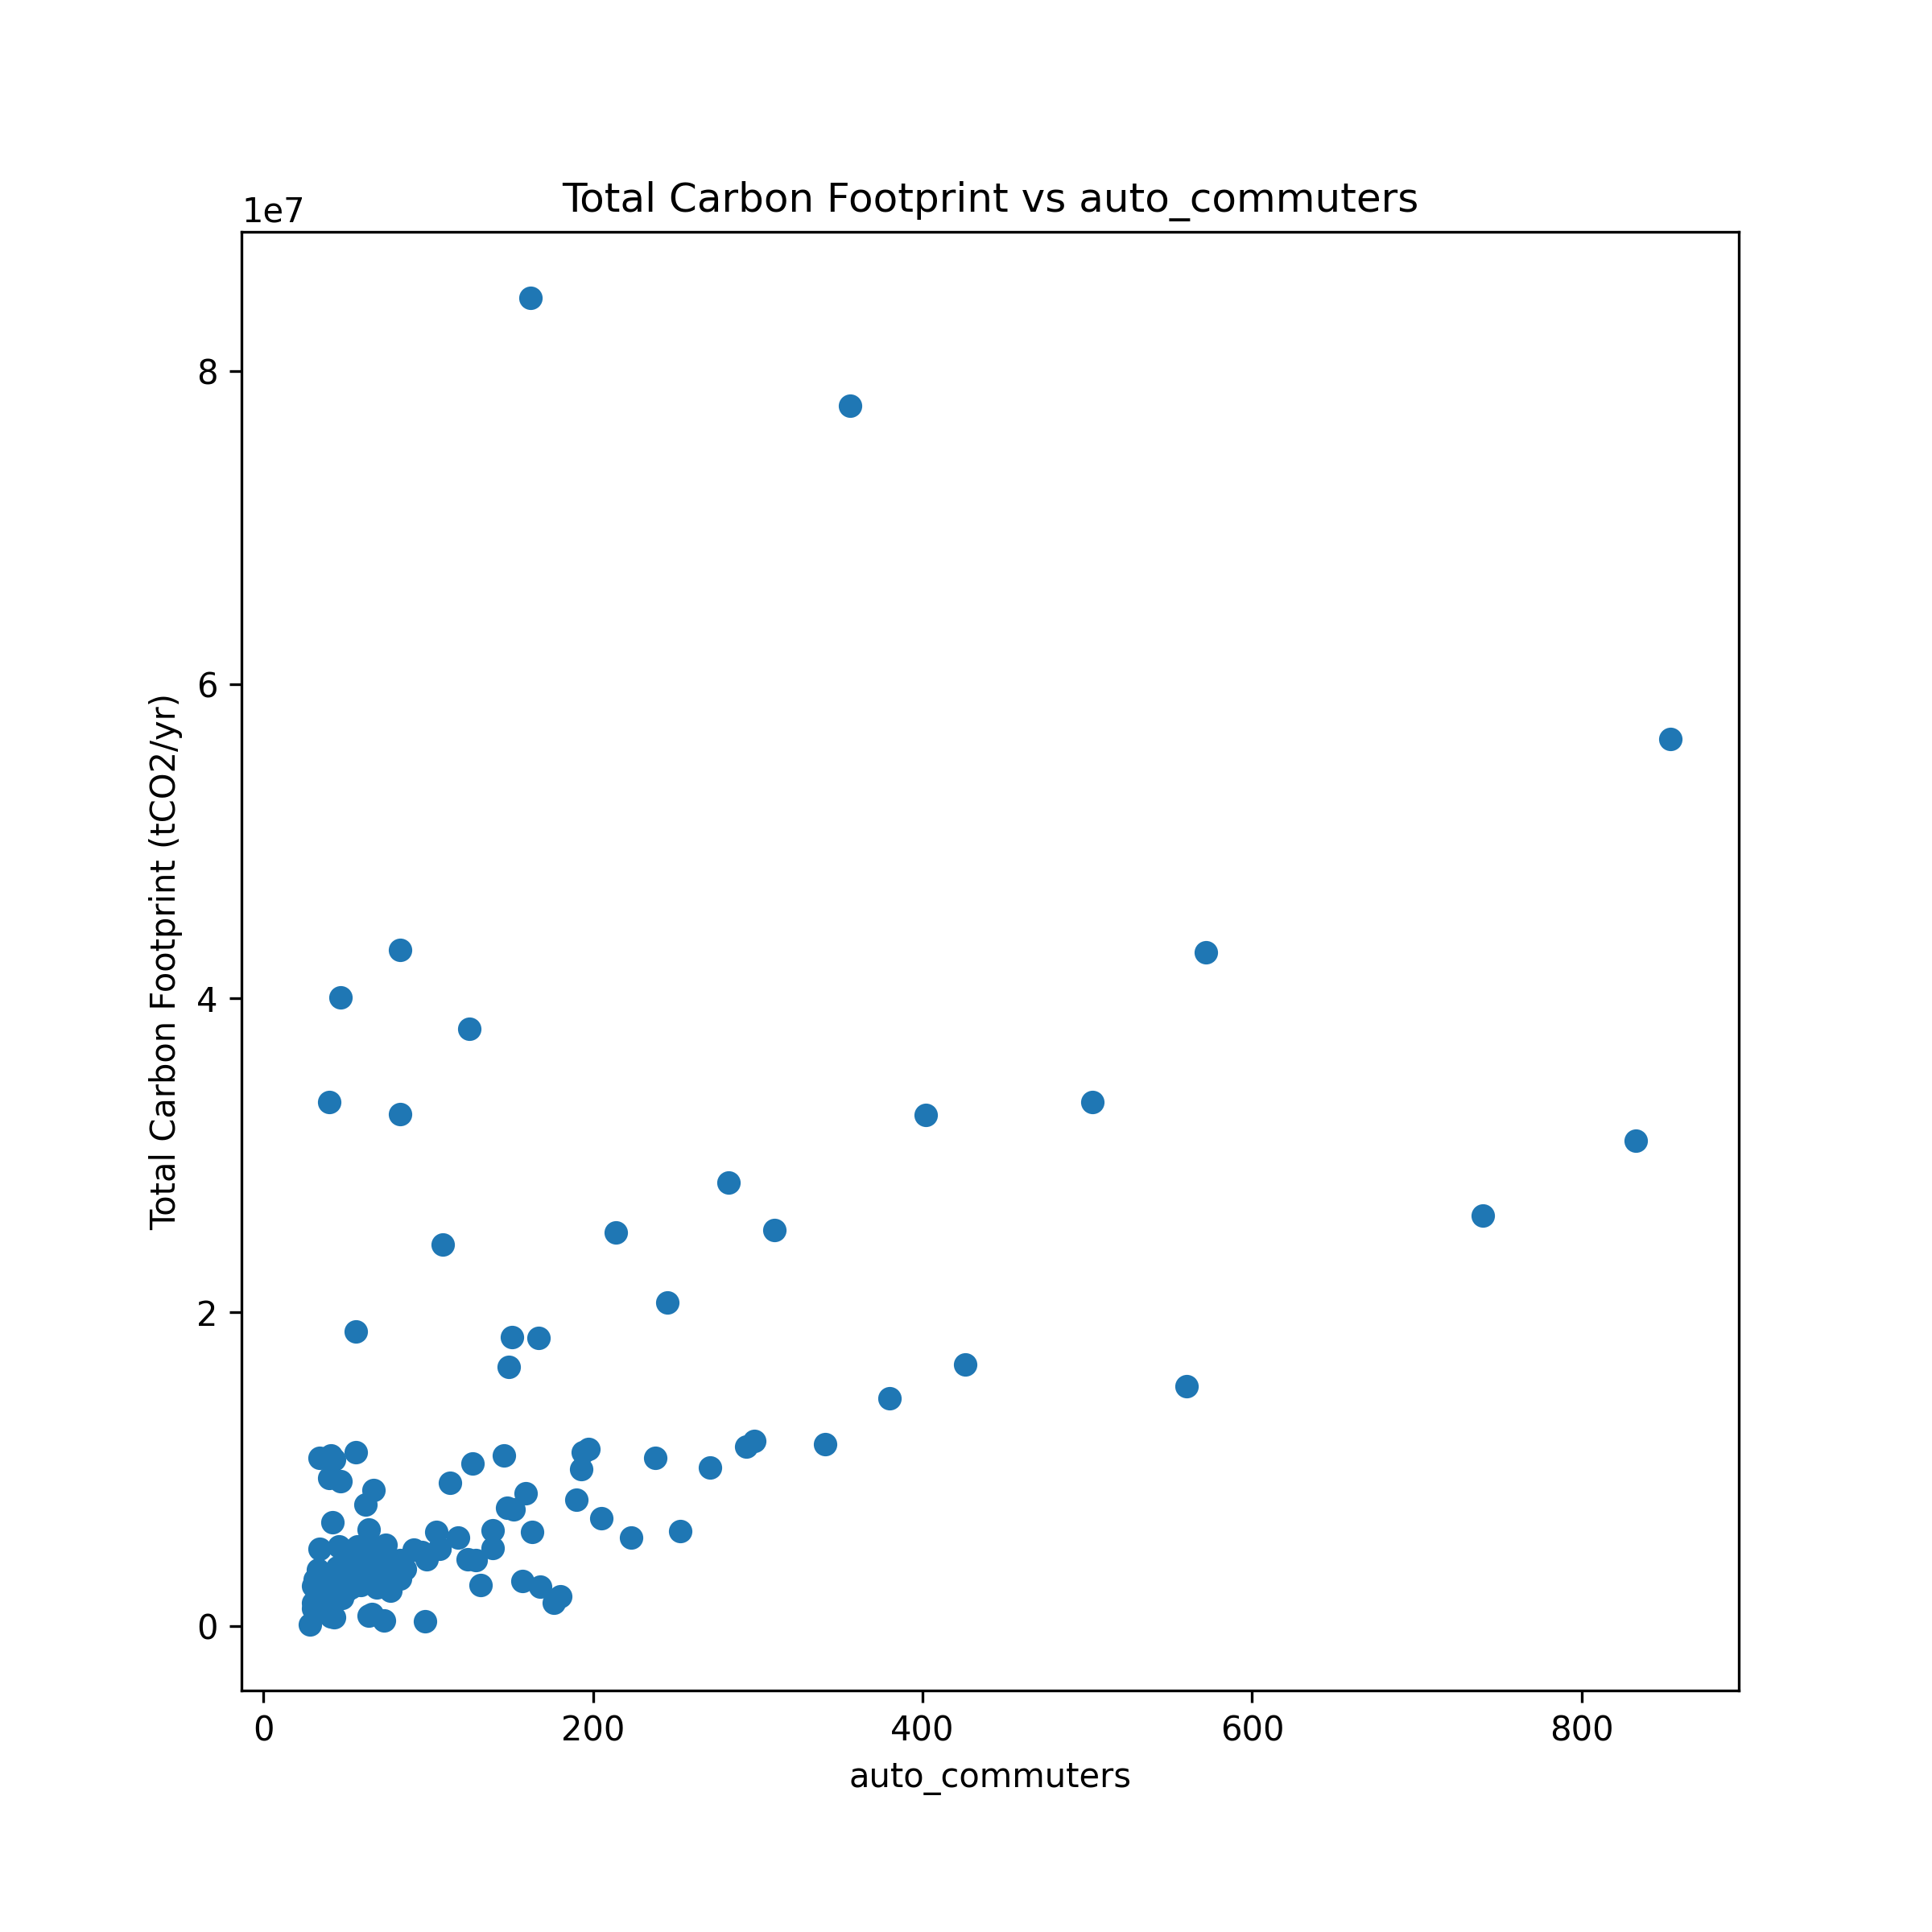 Total Carbon Footprint vs auto_commuters
1e7
8
6
4
2
0
Total Carbon Footprint (tCO2/yr)
0 200 400 600 800
auto_commuters